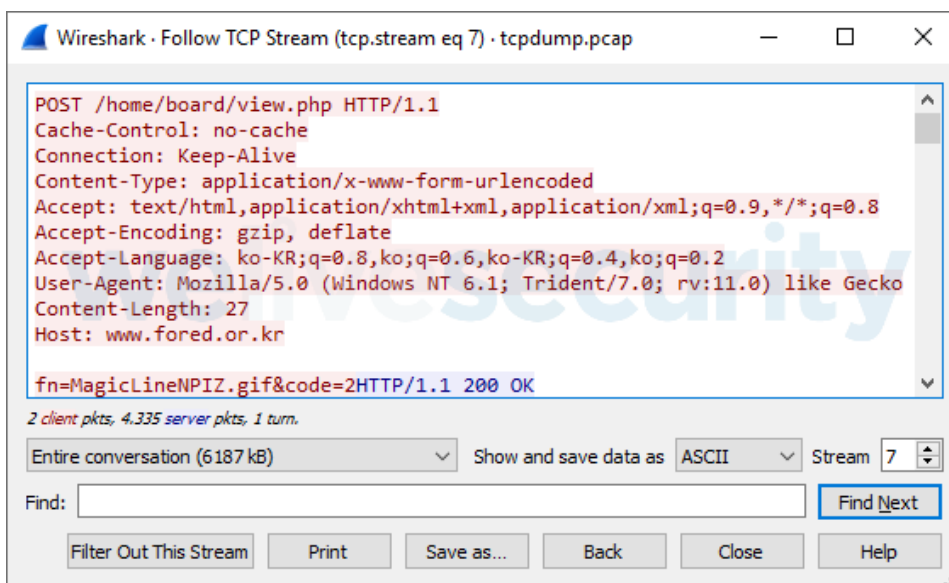 Wireshark · Follow TCP Stream (tcp.stream eq 7) · tcpdump.pcap
POST /home/board/view.php HTTP/1.1
Cache-Control: no-cache
Connection: Keep-Alive
Content-Type: application/x-www-form-urlencoded
Accept: text/html,application/xhtml+xml,application/xml;q=0.9,*/*;q=0.8
Accept-Encoding: gzip, deflate
Accept-Language: ko-KR;q=0.8,ko;q=0.6,ko-KR;q=0.4,ko;q=0.2
User-Agent: Mozilla/5.0 (Windows NT 6.1; Trident/7.0; rv:11.0) like Gecko
welivesecurity
Content-Length: 27
Host: www.fored.or.kr
fn=MagicLineNPIZ.gif&code=2HTTP/1.1 200 OK
2 client pkts, 4.335 server pkts, 1 turn.
Entire conversation (6187 kB) Show and save data as ASCII Stream 7
Find: Find Next
Filter Out This Stream Print Save as... Back Close Help